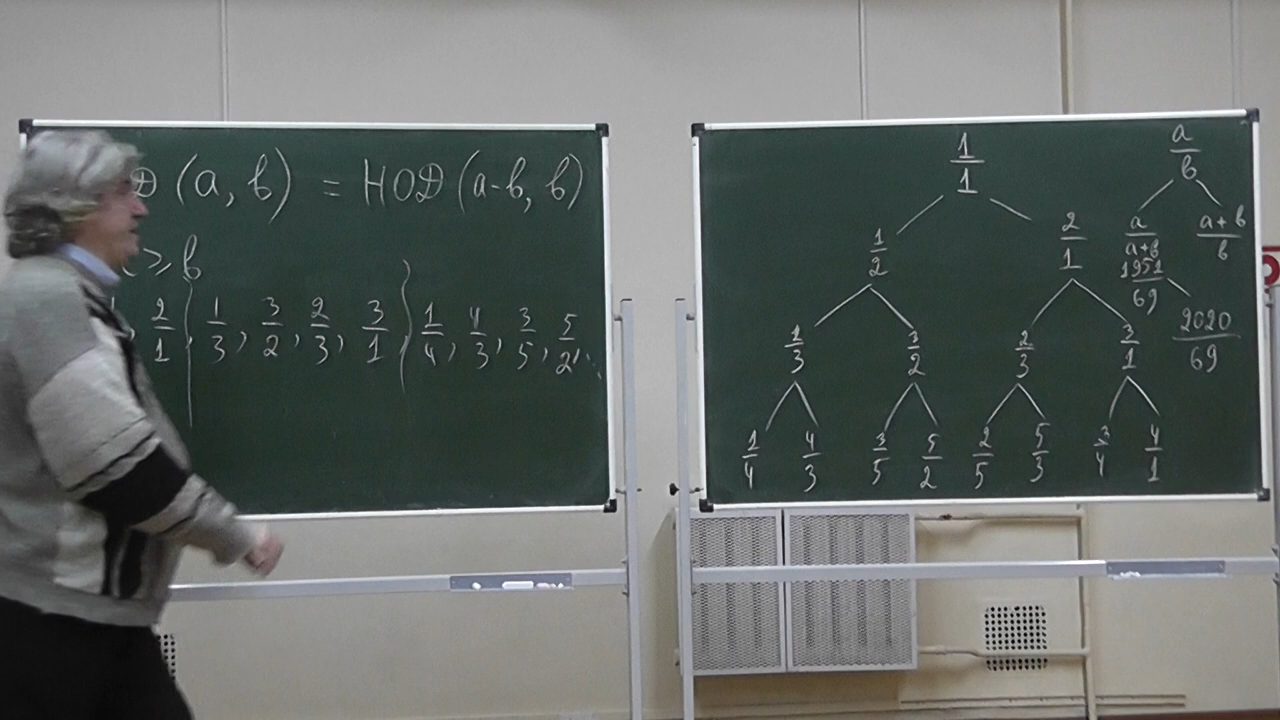 Д (a, b) = НОД (a-b, b)
≥ b
2/1, 1/3, 3/2, 2/3, 3/1, 1/4, 4/3, 3/5, 5/2, ...
1/1
1/2 2/1
1/3 3/2 2/3 3/1
1/4 4/3 3/5 5/2 2/5 5/3 3/4 4/1
a/b
a/(a+b) (a+b)/b
1951/69
2020/69